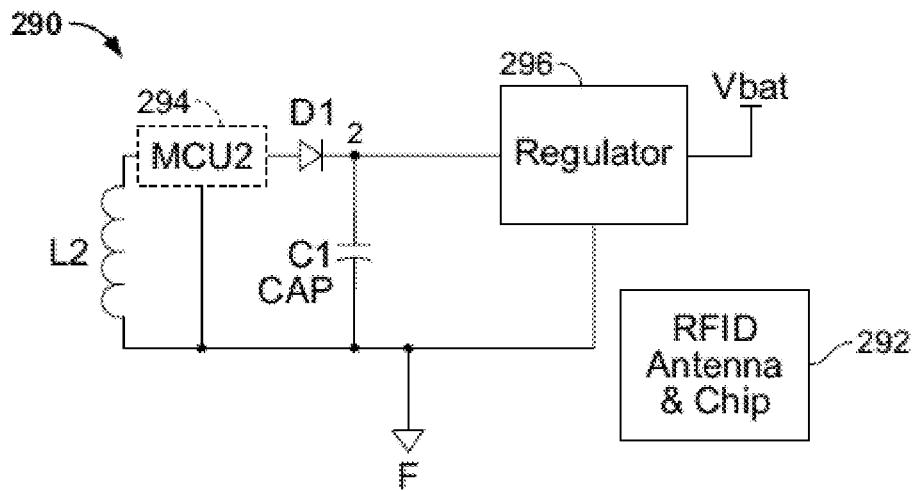 290
294
MCU2
D1
2
296
Regulator
Vbat
L2
C1
CAP
RFID
Antenna
& Chip
292
F